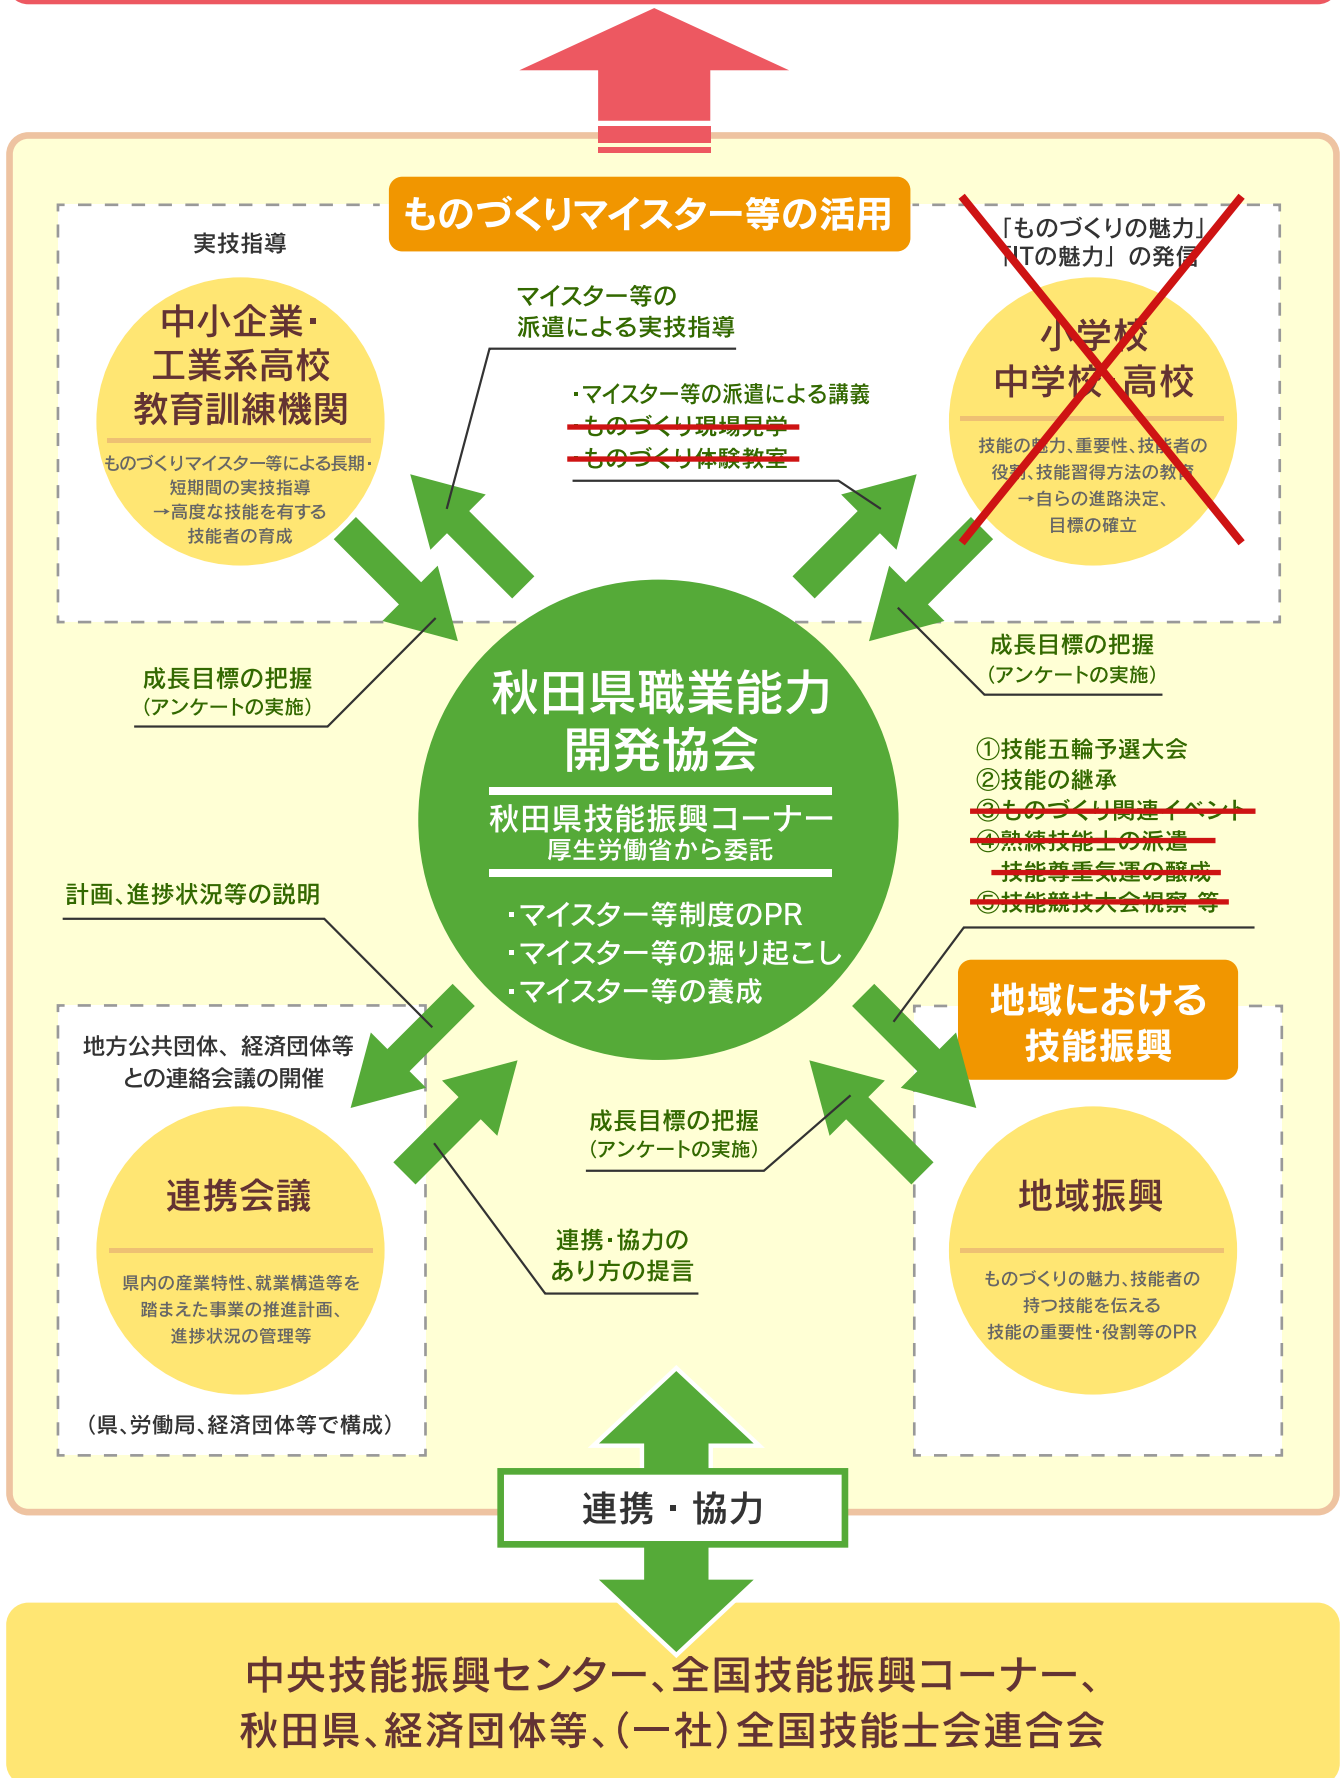 ものづくりマイスター等の活用
実技指導
中小企業・
工業系高校
教育訓練機関
ものづくりマイスター等による長期・
短期間の実技指導
→高度な技能を有する
技能者の育成
マイスター等の
派遣による実技指導
・マイスター等の派遣による講義
・ものづくり現場見学
・ものづくり体験教室
「ものづくりの魅力」
「ITの魅力」の発信
小学校
中学校・高校
技能の魅力、重要性、技能者の
役割、技能習得方法の教育
→自らの進路決定、
目標の確立
成長目標の把握
(アンケートの実施)
成長目標の把握
(アンケートの実施)
秋田県職業能力
開発協会
秋田県技能振興コーナー
厚生労働省から委託
・マイスター等制度のPR
・マイスター等の掘り起こし
・マイスター等の養成
①技能五輪予選大会
②技能の継承
③ものづくり関連イベント
④熟練技能士の派遣
技能尊重気運の醸成
⑤技能競技大会視察 等
計画、進捗状況等の説明
地方公共団体、経済団体等
との連絡会議の開催
連携会議
県内の産業特性、就業構造等を
踏まえた事業の推進計画、
進捗状況の管理等
(県、労働局、経済団体等で構成)
成長目標の把握
(アンケートの実施)
連携・協力の
あり方の提言
地域における
技能振興
地域振興
ものづくりの魅力、技能者の
持つ技能を伝える
技能の重要性・役割等のPR
連携・協力
中央技能振興センター、全国技能振興コーナー、
秋田県、経済団体等、(一社)全国技能士会連合会